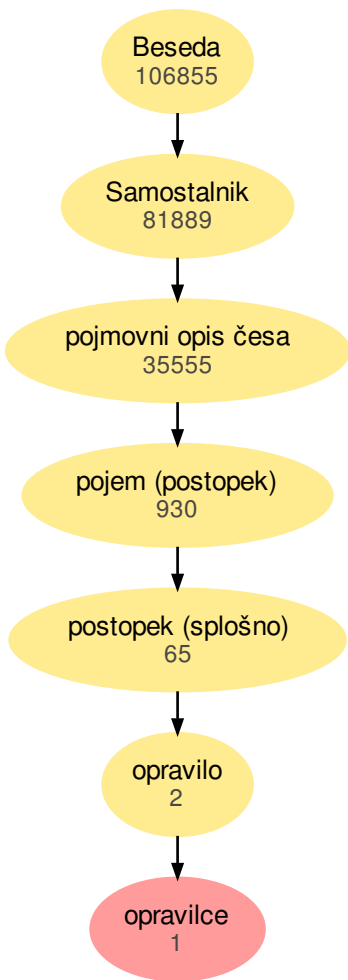 Beseda
106855
Samostalnik
81889
pojmovni opis česa
35555
pojem (postopek)
930
postopek (splošno)
65
opravilo
2
opravilce
1